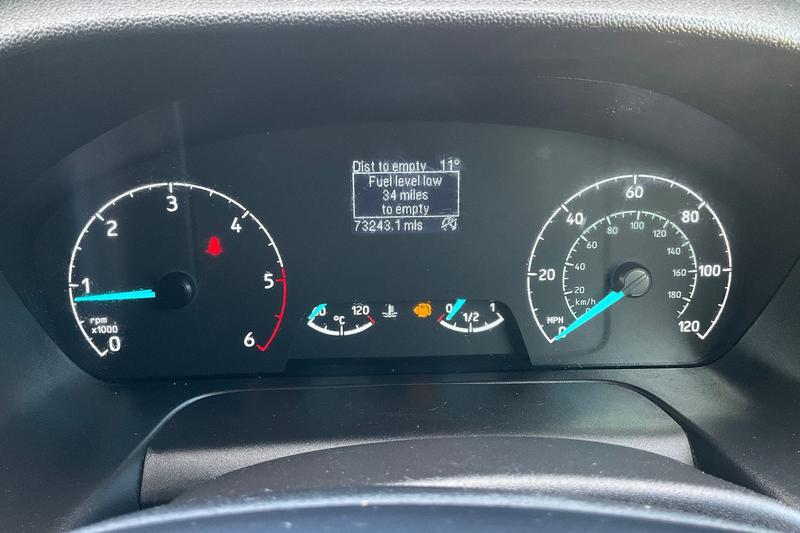 Dist to empty 11°
Fuel level low
34 miles
to empty
73243.1 mls
0
1
2
3
4
5
6
rpm
x1000
120
°C
0
1/2
1
0
20
40
60
80
100
120
MPH
20
40
60
80
100
120
140
160
180
km/h